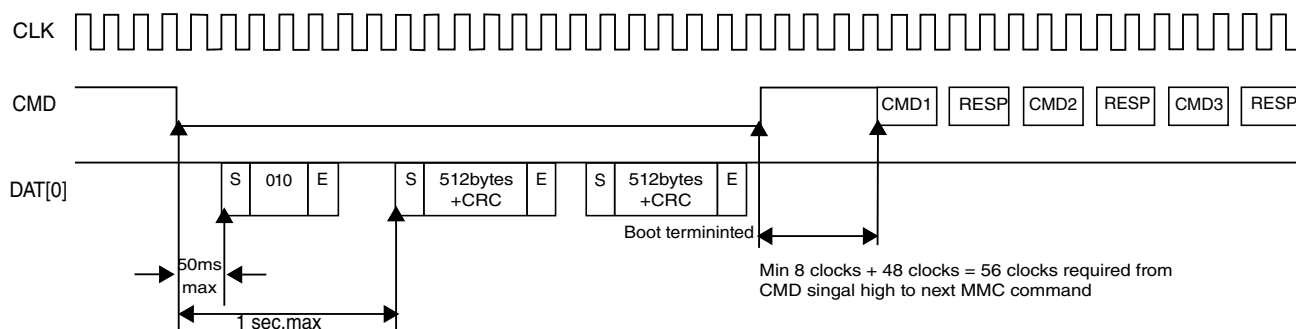 CLK
CMD
CMD1 RESP CMD2 RESP CMD3 RESP
DAT[0]
S 010 E S 512bytes +CRC E S 512bytes +CRC E
Boot termininted
50ms
max
1 sec.max
Min 8 clocks + 48 clocks = 56 clocks required from
CMD singal high to next MMC command